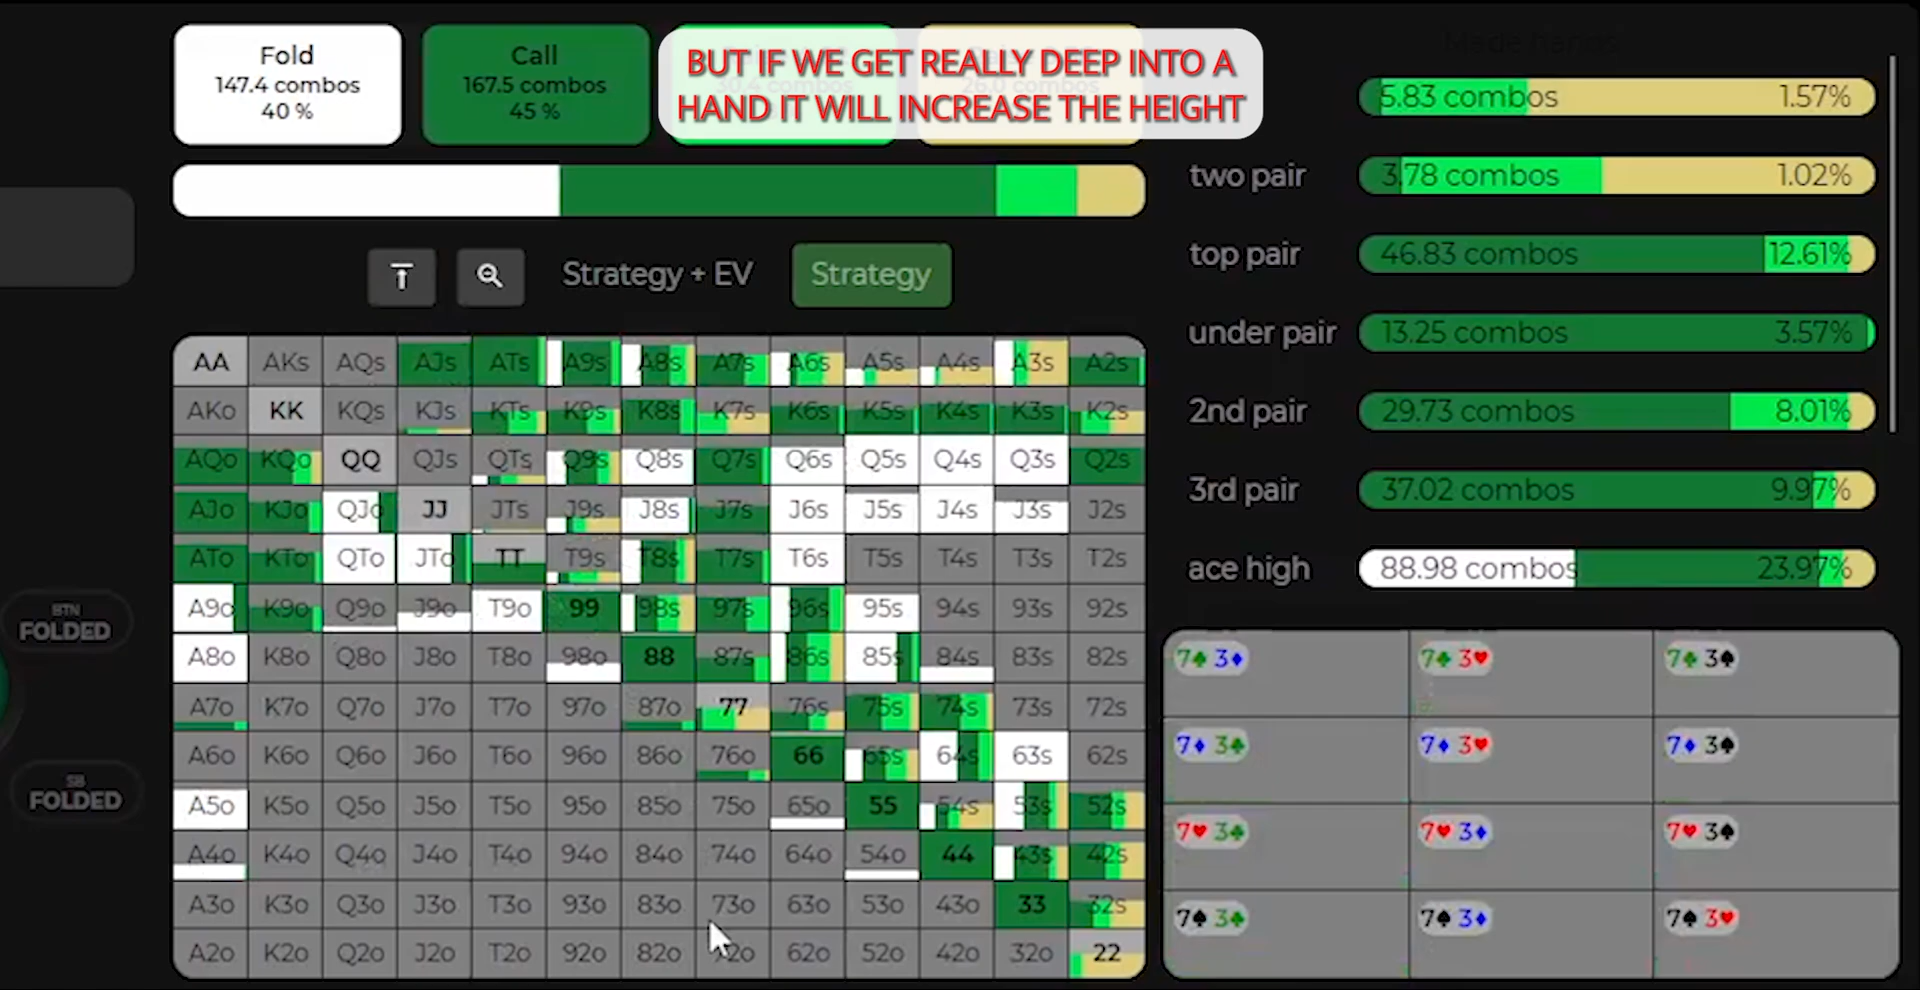 Fold
147.4 combos
40 %
Call
167.5 combos
45 %
BUT IF WE GET REALLY DEEP INTO A
HAND IT WILL INCREASE THE HEIGHT
Strategy + EV
Strategy
AA AKs AQs AJs ATs A9s A8s A7s A6s A5s A4s A3s A2s
AKo KK KQs KJs KTs K9s K8s K7s K6s K5s K4s K3s K2s
AQo KQo QQ QJs QTs Q9s Q8s Q7s Q6s Q5s Q4s Q3s Q2s
AJo KJo QJo JJ JTs J9s J8s J7s J6s J5s J4s J3s J2s
ATo KTo QTo JTo TT T9s T8s T7s T6s T5s T4s T3s T2s
A9o K9o Q9o J9o T9o 99 98s 97s 96s 95s 94s 93s 92s
A8o K8o Q8o J8o T8o 98o 88 87s 86s 85s 84s 83s 82s
A7o K7o Q7o J7o T7o 97o 87o 77 76s 75s 74s 73s 72s
A6o K6o Q6o J6o T6o 96o 86o 76o 66 65s 64s 63s 62s
A5o K5o Q5o J5o T5o 95o 85o 75o 65o 55 54s 53s 52s
A4o K4o Q4o J4o T4o 94o 84o 74o 64o 54o 44 43s 42s
A3o K3o Q3o J3o T3o 93o 83o 73o 63o 53o 43o 33 32s
A2o K2o Q2o J2o T2o 92o 82o 72o 62o 52o 42o 32o 22
BTN
FOLDED
SB
FOLDED
Made hands
5.83 combos 1.57%
two pair 3.78 combos 1.02%
top pair 46.83 combos 12.61%
under pair 13.25 combos 3.57%
2nd pair 29.73 combos 8.01%
3rd pair 37.02 combos 9.97%
ace high 88.98 combos 23.97%
7♣ 3♦ 7♣ 3♥ 7♣ 3♠
7♦ 3♣ 7♦ 3♥ 7♦ 3♠
7♥ 3♣ 7♥ 3♦ 7♥ 3♠
7♠ 3♣ 7♠ 3♦ 7♠ 3♥